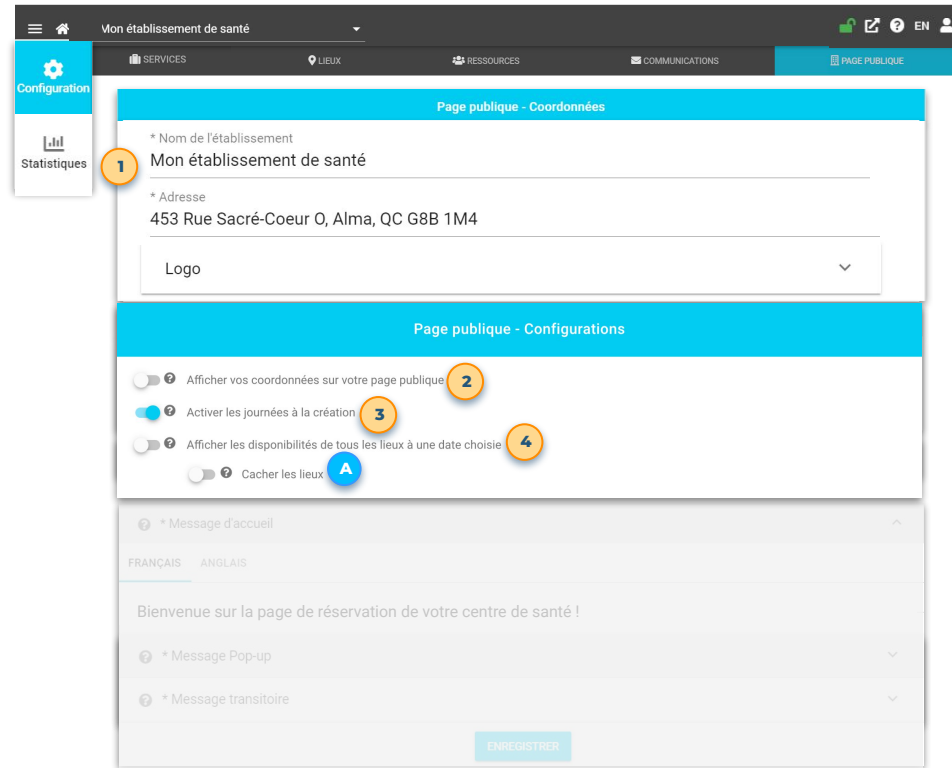 Mon établissement de santé
EN
SERVICES
LIEUX
RESSOURCES
COMMUNICATIONS
PAGE PUBLIQUE
Configuration
Statistiques
Page publique - Coordonnées
* Nom de l'établissement
1
Mon établissement de santé
* Adresse
453 Rue Sacré-Coeur O, Alma, QC G8B 1M4
Logo
Page publique - Configurations
Afficher vos coordonnées sur votre page publique 2
Activer les journées à la création 3
Afficher les disponibilités de tous les lieux à une date choisie 4
Cacher les lieux A
* Message d'accueil
FRANÇAIS ANGLAIS
Bienvenue sur la page de réservation de votre centre de santé !
* Message Pop-up
* Message transitoire
ENREGISTRER